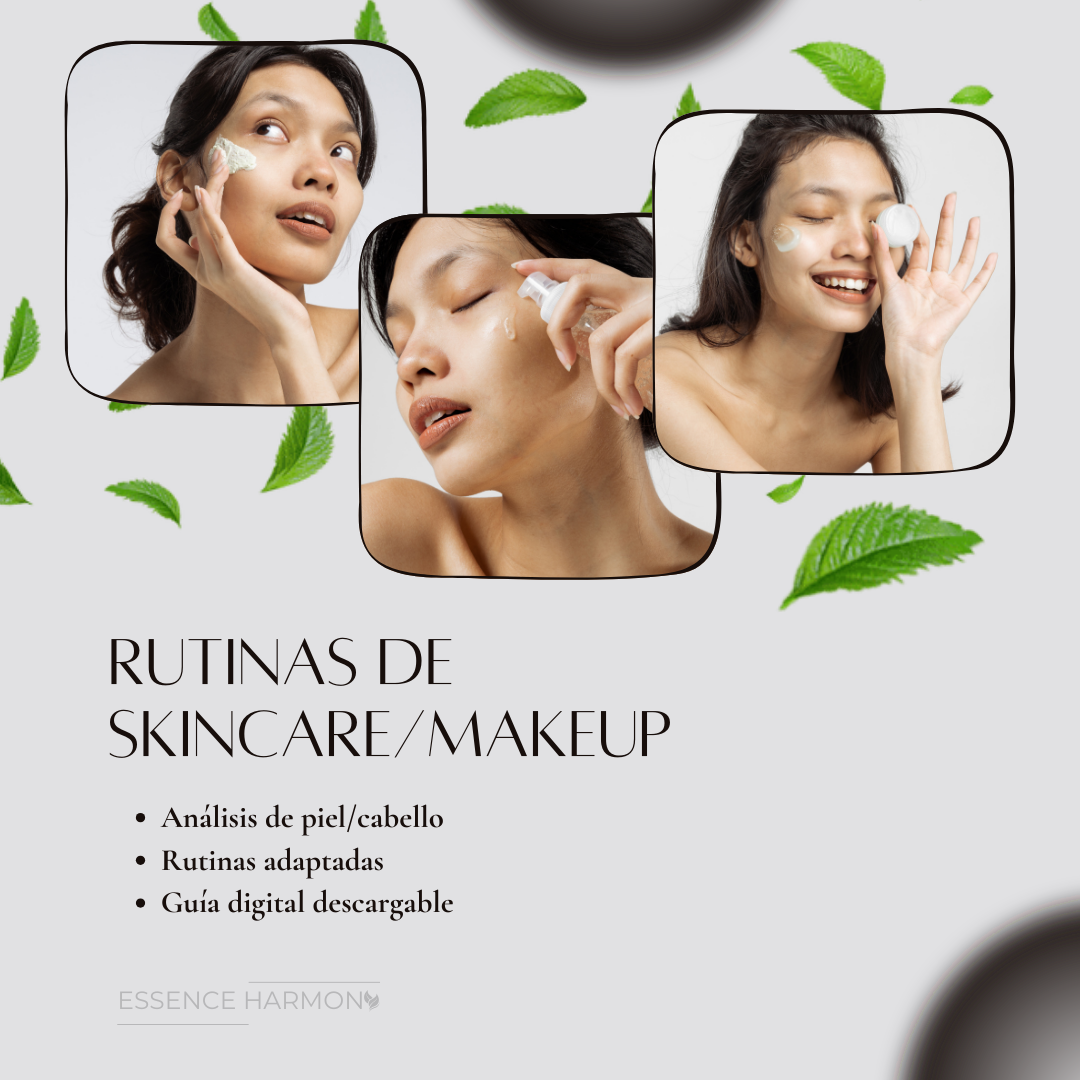 RUTINAS DE
SKINCARE/MAKEUP
Análisis de piel/cabello
Rutinas adaptadas
Guía digital descargable
ESSENCE HARMONY